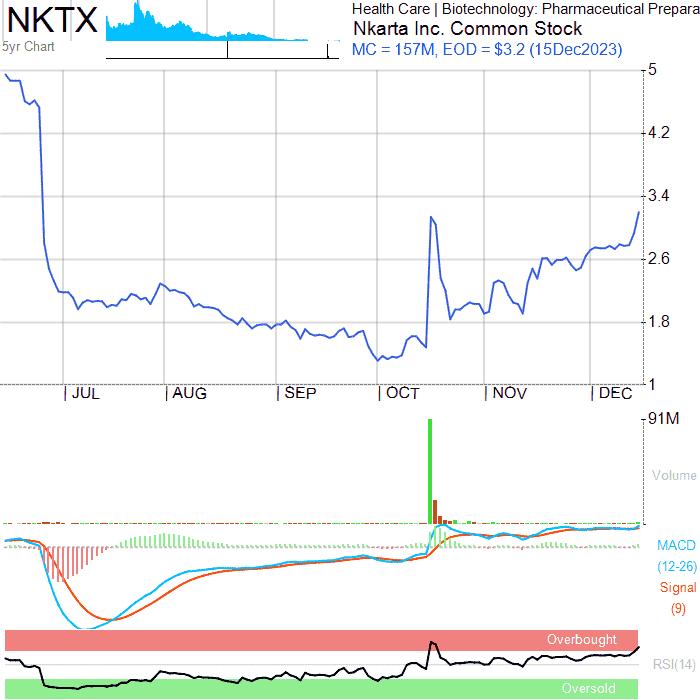 NKTX
5yr Chart
Health Care | Biotechnology: Pharmaceutical Prepara
Nkarta Inc. Common Stock
MC = 157M, EOD = $3.2 (15Dec2023)
5
4.2
3.4
2.6
1.8
1
JUL AUG SEP OCT NOV DEC
91M
Volume
MACD
(12-26)
Signal
(9)
Overbought
RSI(14)
Oversold